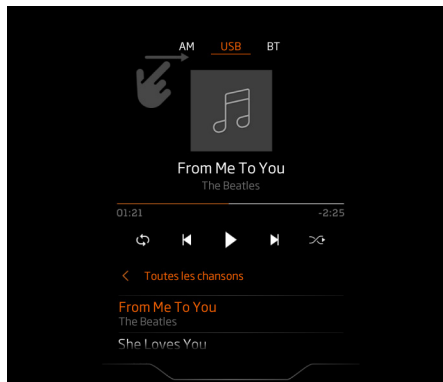 AM USB BT
From Me To You
The Beatles
01:21 -2:25
Toutes les chansons
From Me To You
The Beatles
She Loves You